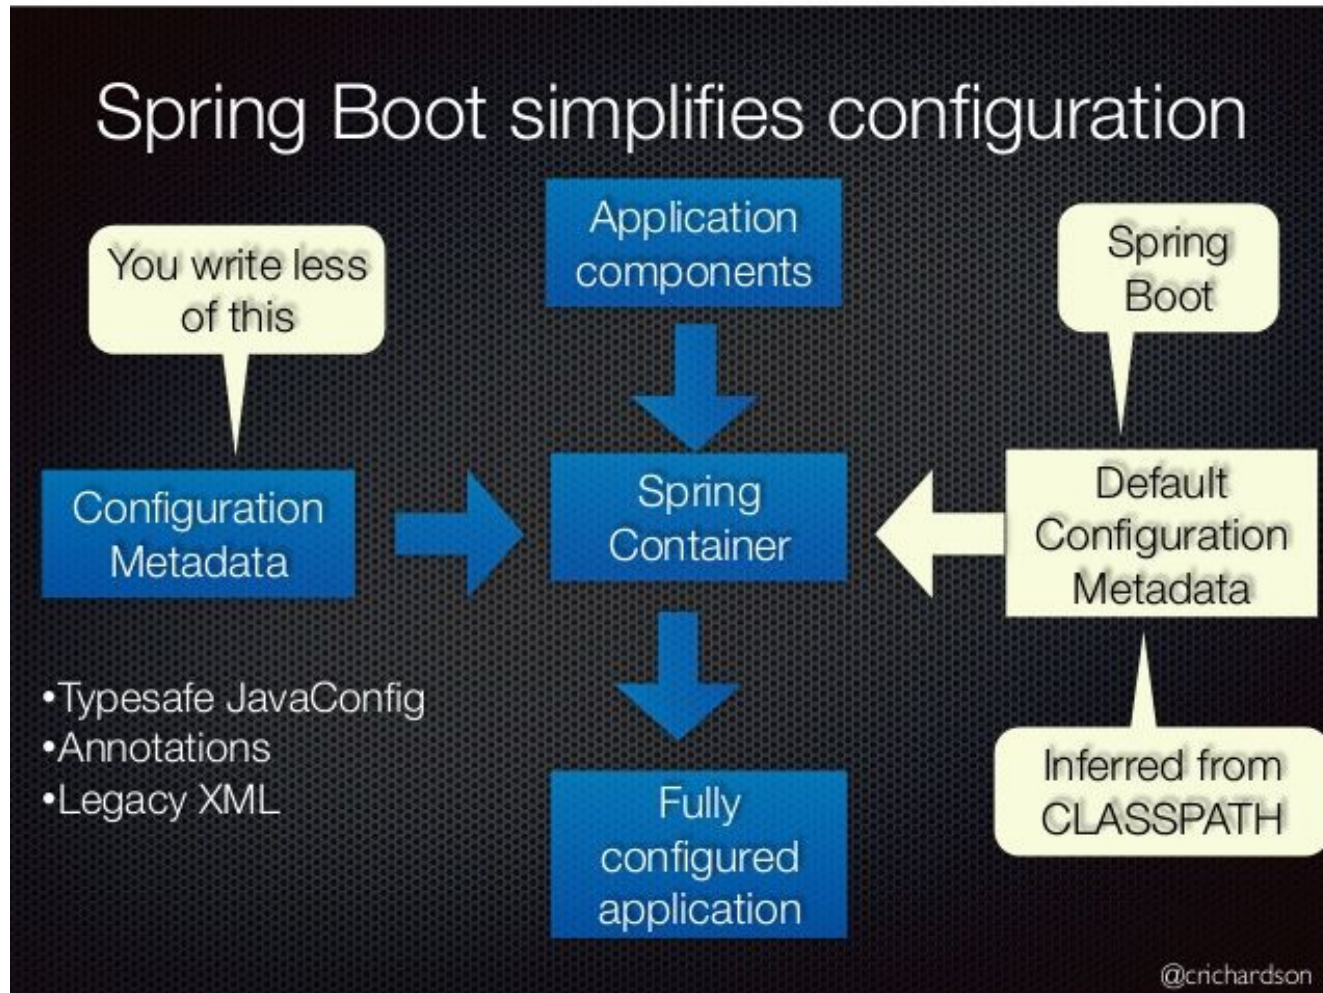 Spring Boot simplifies configuration
Application
components
You write less
of this
Spring
Boot
Configuration
Metadata
Spring
Container
Default
Configuration
Metadata
•Typesafe JavaConfig
•Annotations
•Legacy XML
Inferred from
CLASSPATH
Fully
configured
application
@crichardson